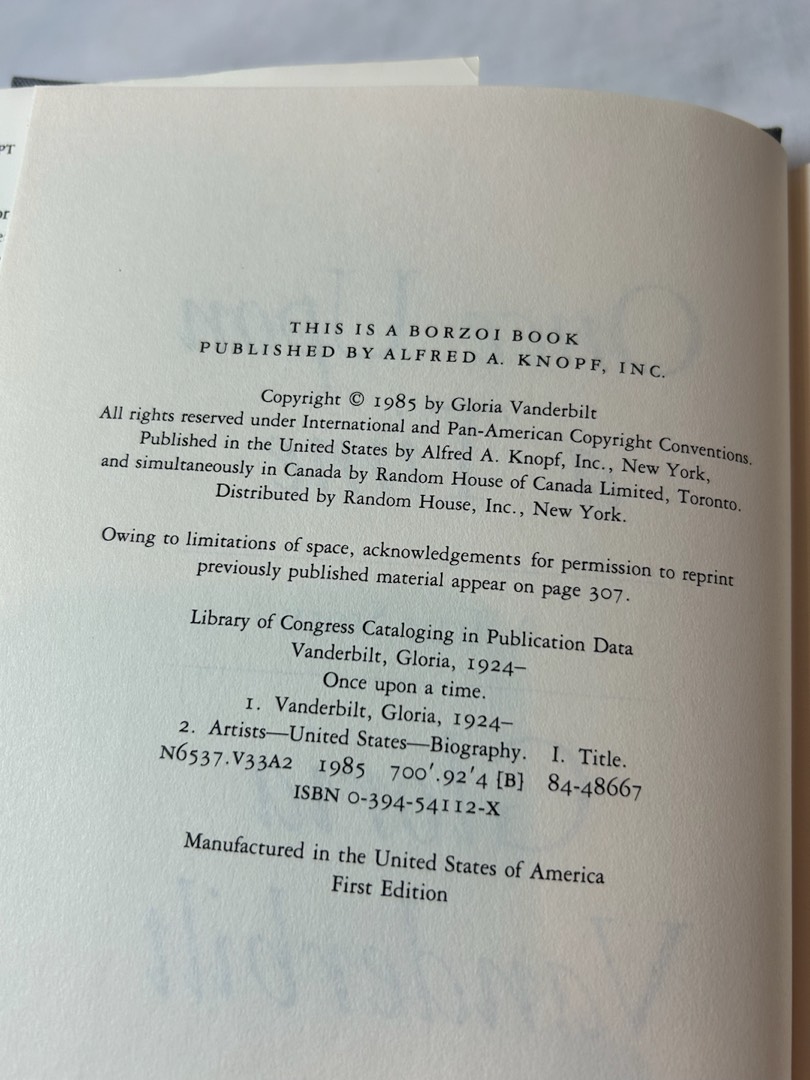 PT
or
THIS IS A BORZOI BOOK
PUBLISHED BY ALFRED A. KNOPF, INC.
Copyright © 1985 by Gloria Vanderbilt
All rights reserved under International and Pan-American Copyright Conventions.
Published in the United States by Alfred A. Knopf, Inc., New York,
and simultaneously in Canada by Random House of Canada Limited, Toronto.
Distributed by Random House, Inc., New York.
Owing to limitations of space, acknowledgements for permission to reprint
previously published material appear on page 307.
Library of Congress Cataloging in Publication Data
Vanderbilt, Gloria, 1924–
Once upon a time.
1. Vanderbilt, Gloria, 1924–
2. Artists—United States—Biography. I. Title.
N6537.V33A2 1985 700'.92'4 [B] 84-48667
ISBN 0-394-54112-X
Manufactured in the United States of America
First Edition
Vanderbilt